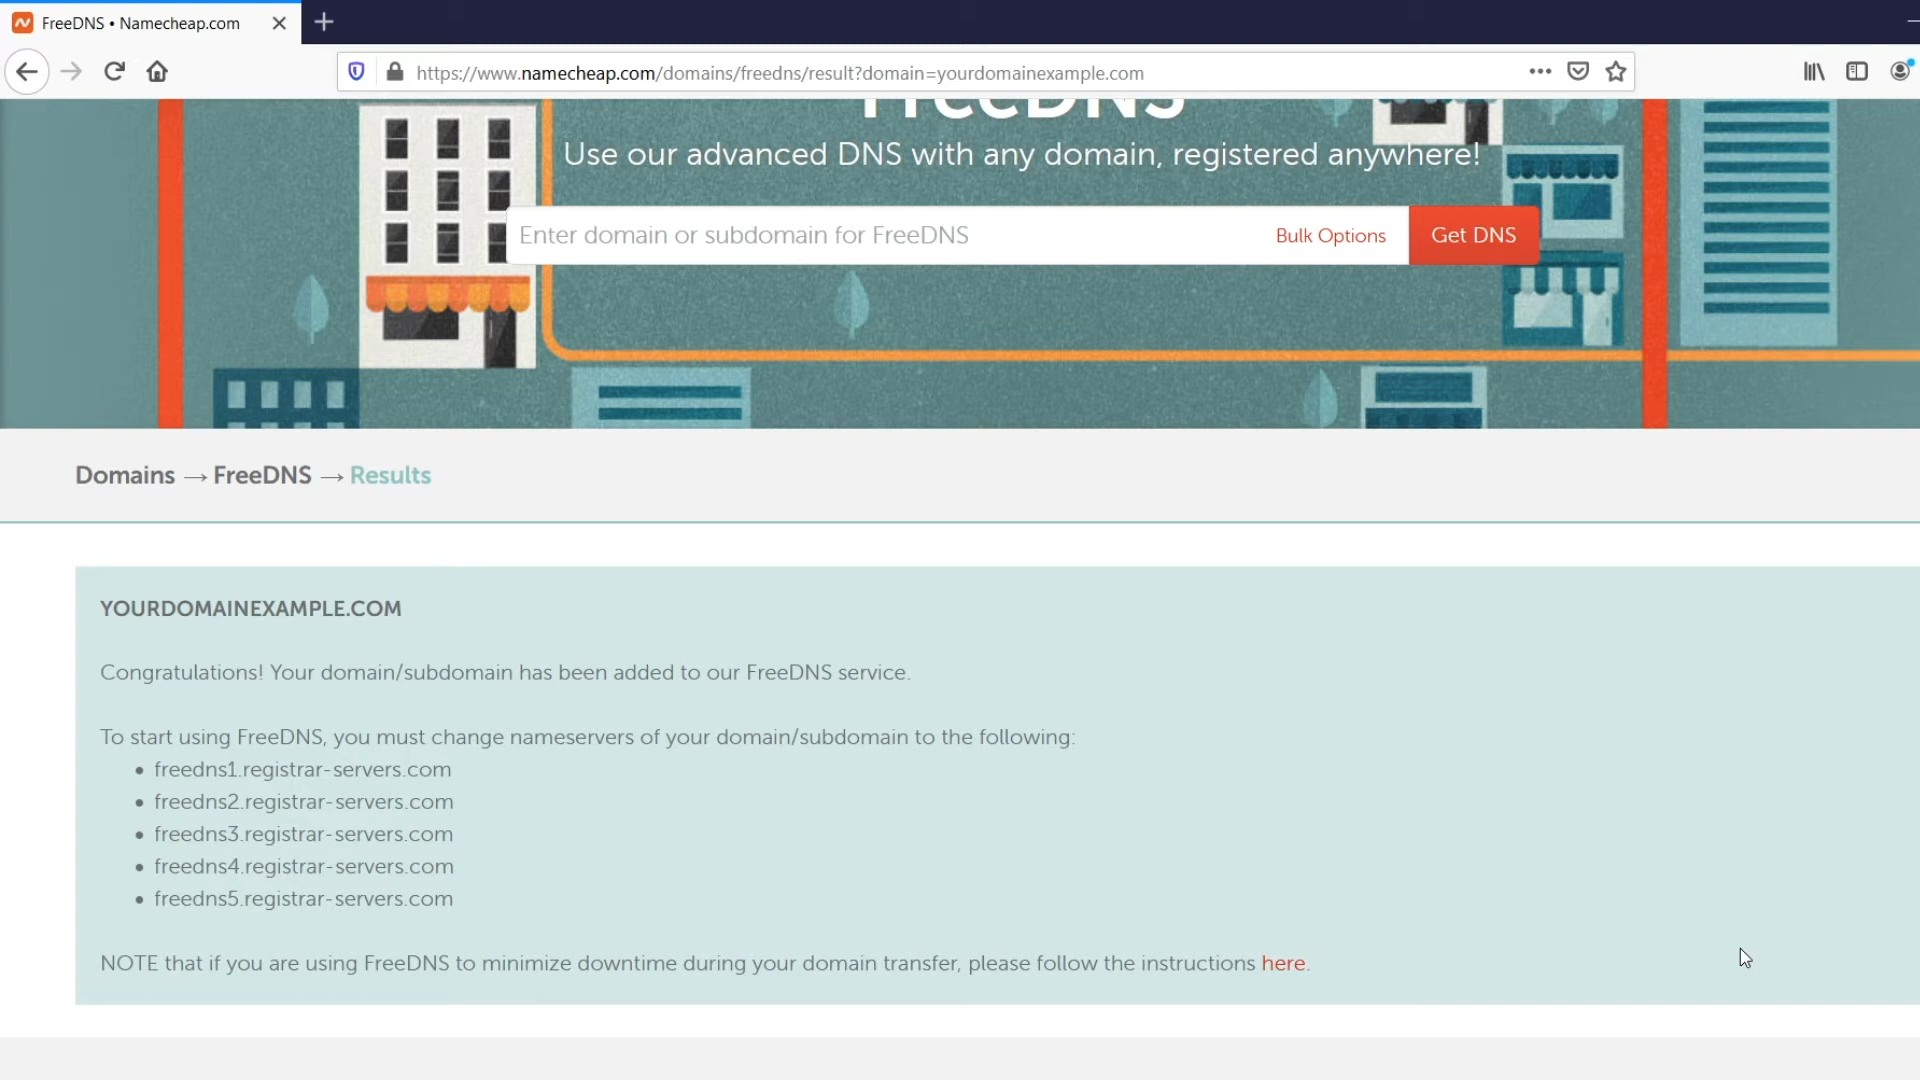 FreeDNS • Namecheap.com
https://www.namecheap.com/domains/freedns/result?domain=yourdomainexample.com
FreeDNS
Use our advanced DNS with any domain, registered anywhere!
Enter domain or subdomain for FreeDNS Bulk Options Get DNS
Domains → FreeDNS → Results
YOURDOMAINEXAMPLE.COM
Congratulations! Your domain/subdomain has been added to our FreeDNS service.
To start using FreeDNS, you must change nameservers of your domain/subdomain to the following:
• freedns1.registrar-servers.com
• freedns2.registrar-servers.com
• freedns3.registrar-servers.com
• freedns4.registrar-servers.com
• freedns5.registrar-servers.com
NOTE that if you are using FreeDNS to minimize downtime during your domain transfer, please follow the instructions here.